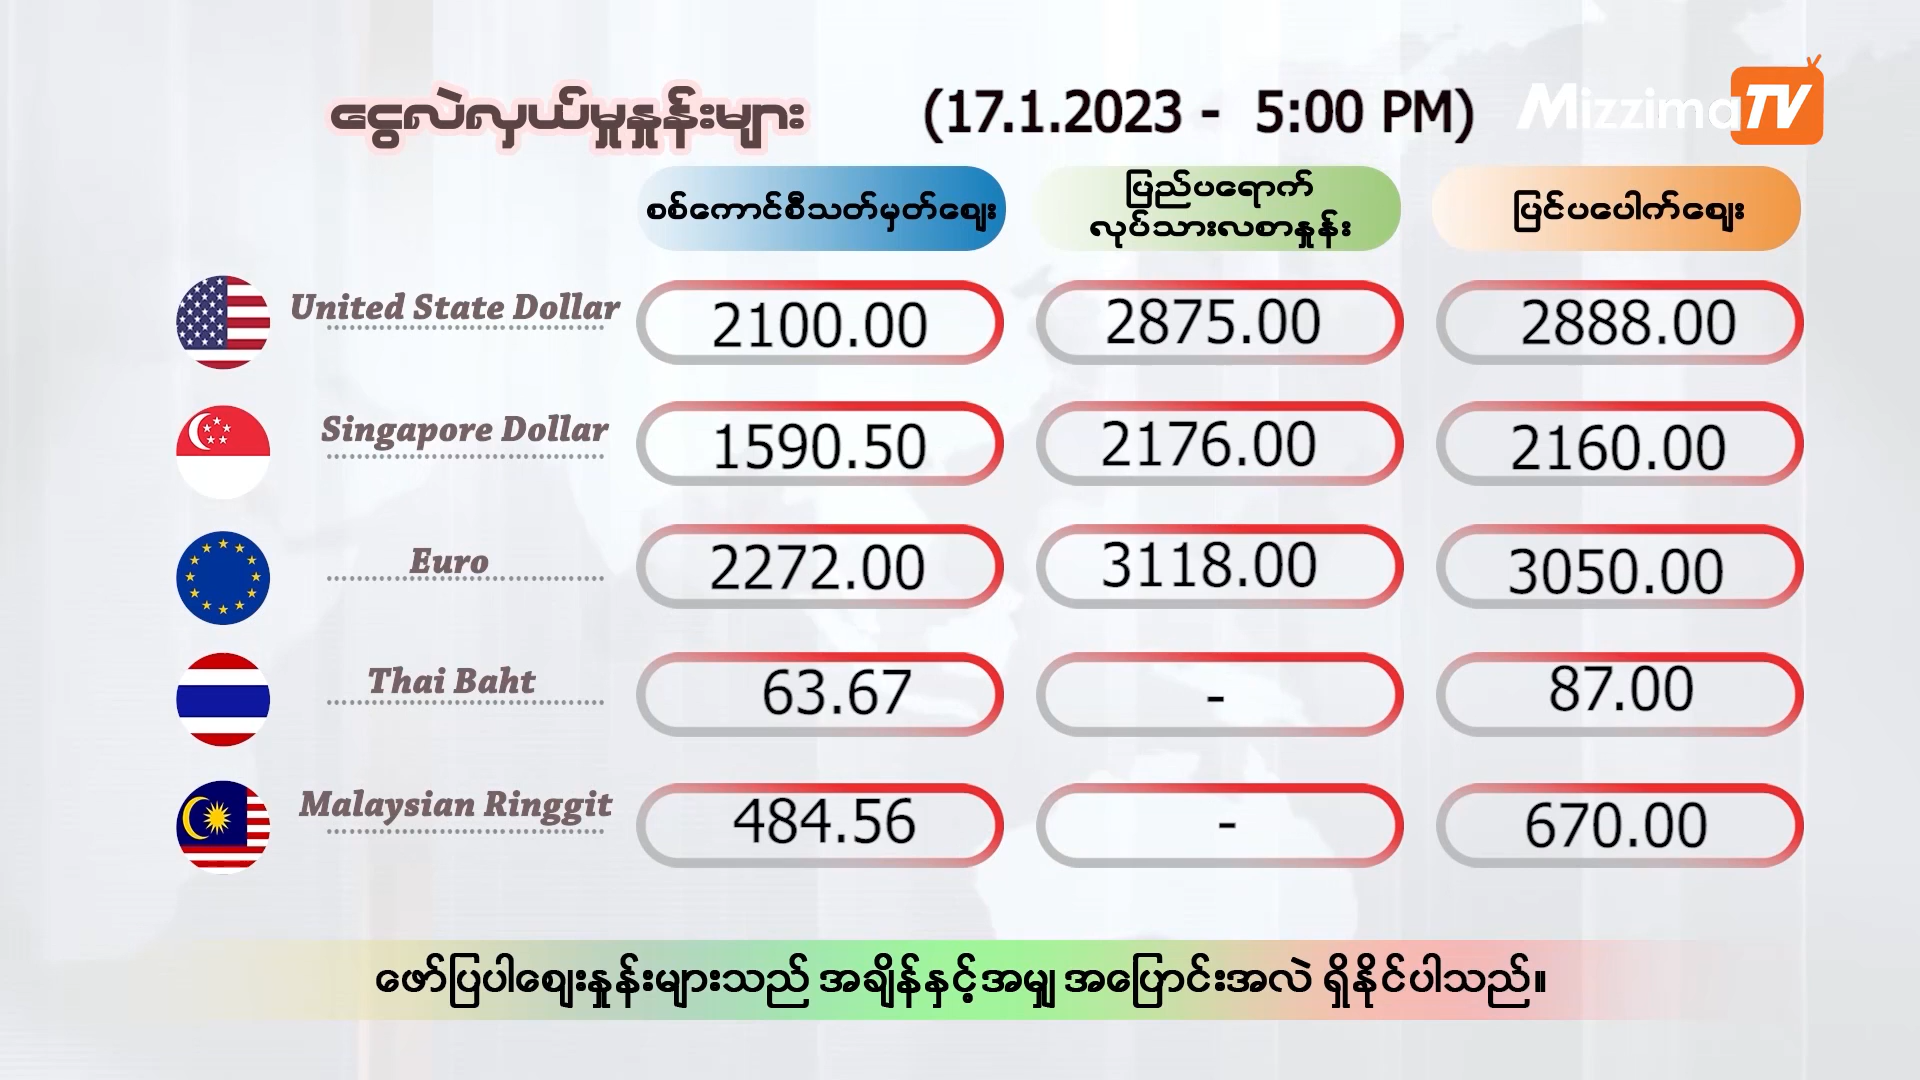 ငွေလဲလှယ်မှုနှုန်းများ (17.1.2023 - 5:00 PM) MizzimaTV
စစ်ကောင်စီသတ်မှတ်ဈေး
ပြည်ပရောက်
လုပ်သားလစာနှုန်း
ပြင်ပပေါက်ဈေး
United State Dollar 2100.00 2875.00 2888.00
Singapore Dollar 1590.50 2176.00 2160.00
Euro 2272.00 3118.00 3050.00
Thai Baht 63.67 - 87.00
Malaysian Ringgit 484.56 - 670.00
ဖော်ပြပါဈေးနှုန်းများသည် အချိန်နှင့်အမျှ အပြောင်းအလဲ ရှိနိုင်ပါသည်။